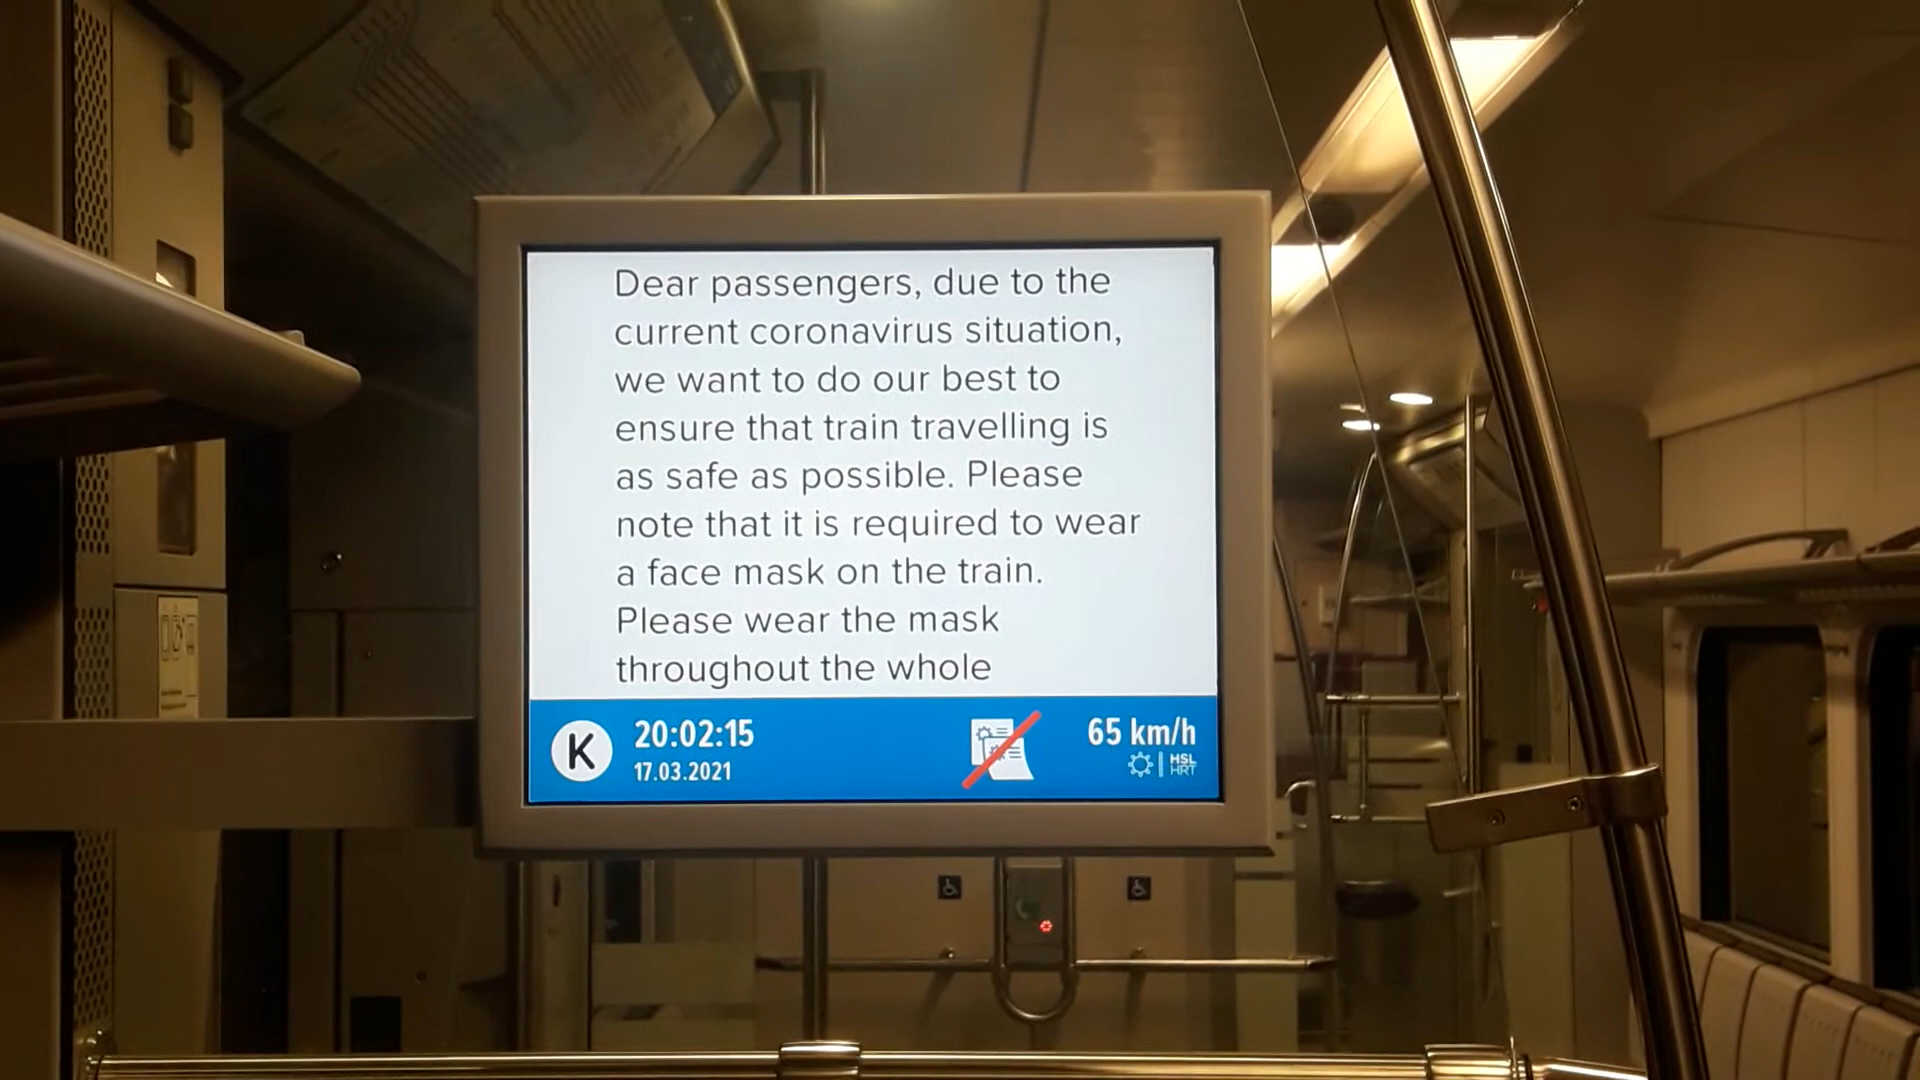 Dear passengers, due to the
current coronavirus situation,
we want to do our best to
ensure that train travelling is
as safe as possible. Please
note that it is required to wear
a face mask on the train.
Please wear the mask
throughout the whole
K
20:02:15
17.03.2021
65 km/h
HSL
HRT